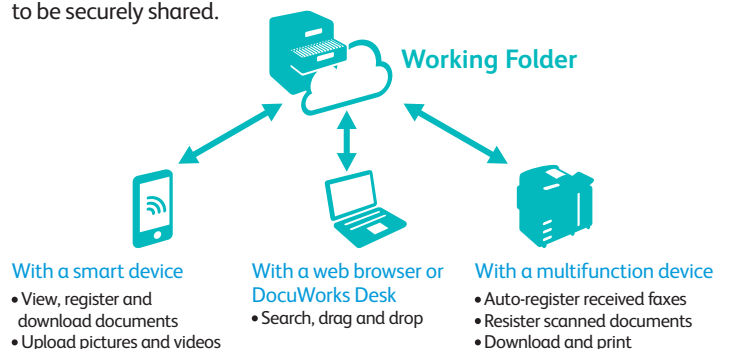 to be securely shared.
Working Folder
With a smart device
• View, register and
download documents
• Upload pictures and videos
With a web browser or
DocuWorks Desk
• Search, drag and drop
With a multifunction device
• Auto-register received faxes
• Resister scanned documents
• Download and print